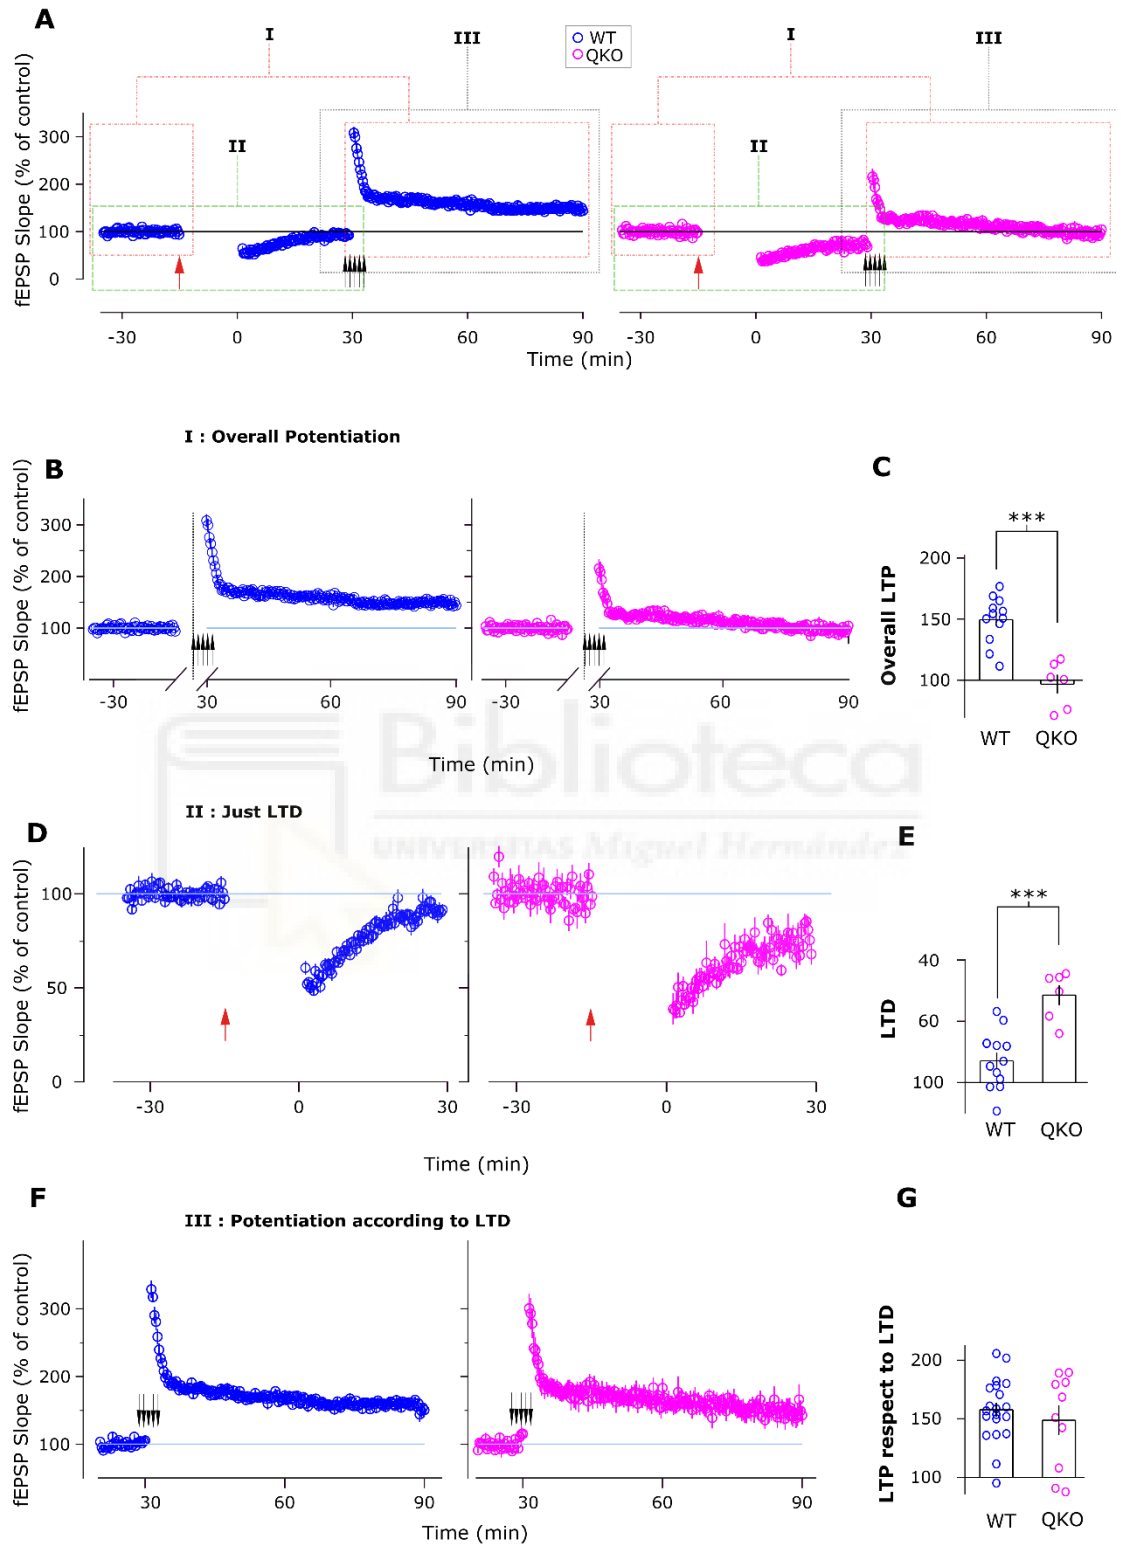 A
I
III
WT
QKO
I
III
II
II
fEPSP Slope (% of control)
300
200
100
0
-30
0
30
60
90
-30
0
30
60
90
Time (min)
I : Overall Potentiation
B
C
fEPSP Slope (% of control)
300
200
100
-30
30
60
90
-30
30
60
90
Time (min)
***
Overall LTP
200
150
100
WT
QKO
Biblioteca
UNIVERSITAS Miguel Hernández
II : Just LTD
D
E
fEPSP Slope (% of control)
100
50
0
-30
0
30
-30
0
30
Time (min)
***
LTD
40
60
100
WT
QKO
F
G
III : Potentiation according to LTD
fEPSP Slope (% of control)
300
200
100
30
60
90
30
60
90
Time (min)
LTP respect to LTD
200
150
100
WT
QKO